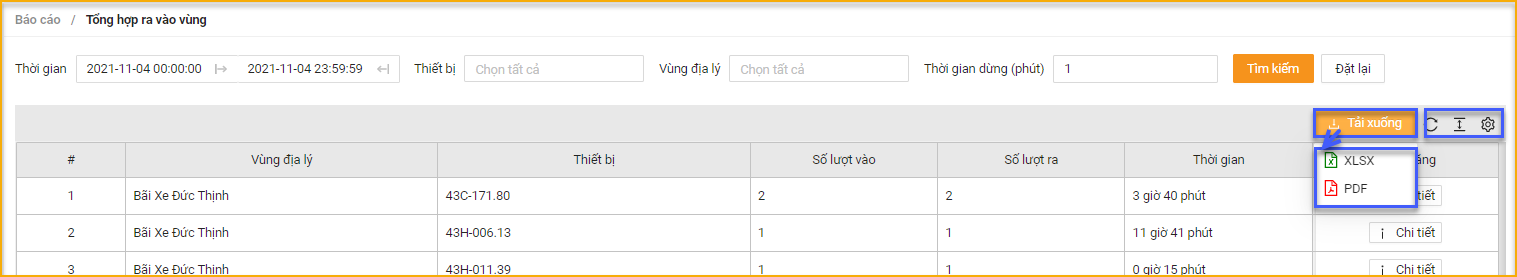 Báo cáo / Tổng hợp ra vào vùng
Thời gian 2021-11-04 00:00:00 2021-11-04 23:59:59 Thiết bị Chọn tất cả Vùng địa lý Chọn tất cả Thời gian dừng (phút) 1 Tìm kiếm Đặt lại
Tải xuống
# Vùng địa lý Thiết bị Số lượt vào Số lượt ra Thời gian
XLSX
PDF
1 Bãi Xe Đức Thịnh 43C-171.80 2 2 3 giờ 40 phút tiết
2 Bãi Xe Đức Thịnh 43H-006.13 1 1 11 giờ 41 phút Chi tiết
3 Bãi Xe Đức Thịnh 43H-011.39 1 1 0 giờ 15 phút Chi tiết